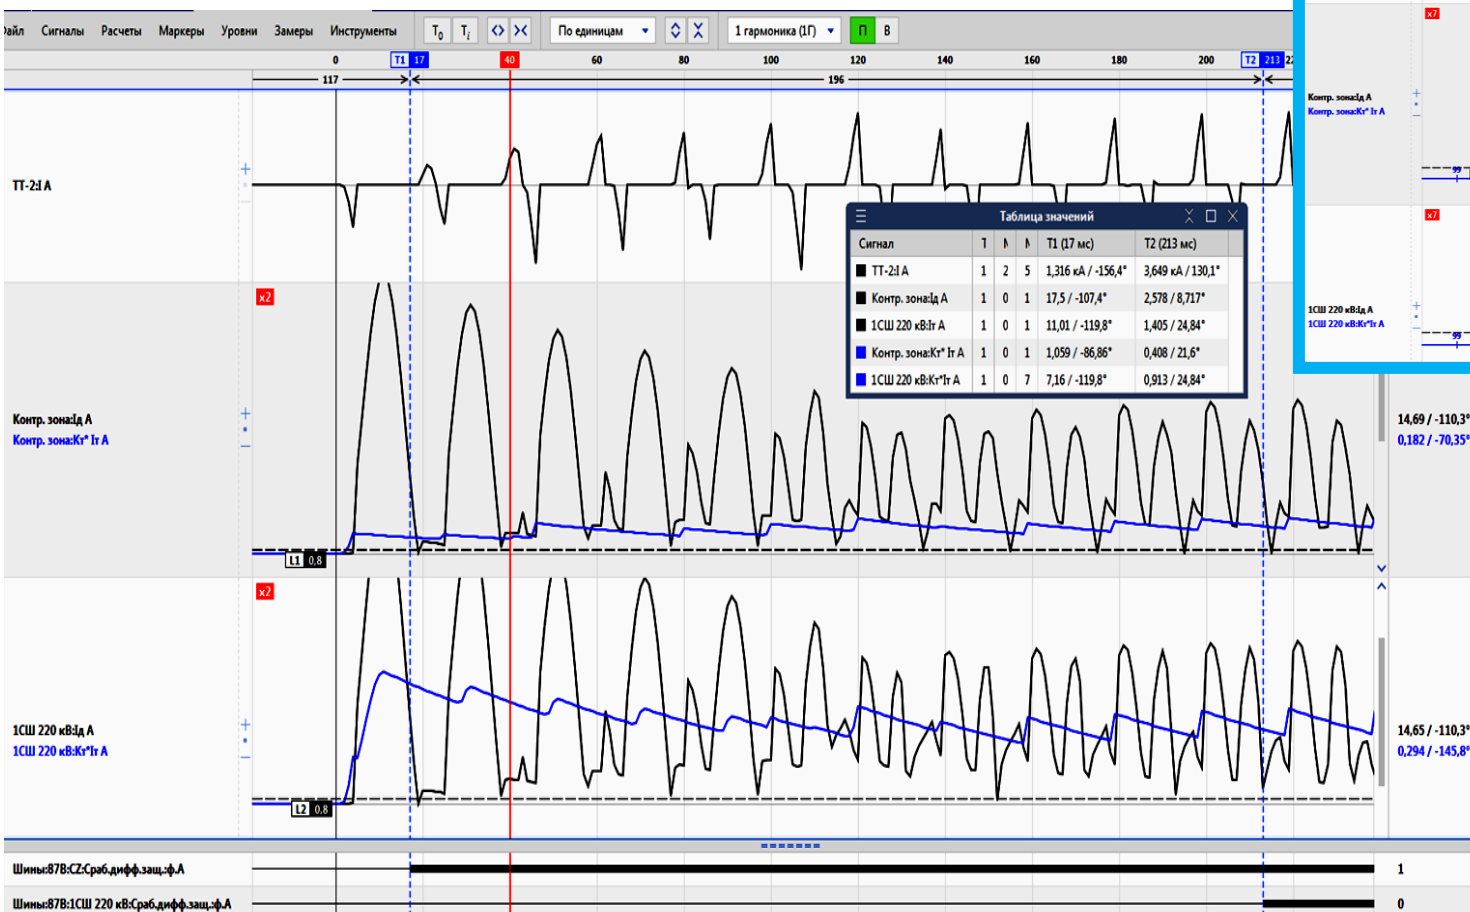 Файл Сигналы Расчеты Маркеры Уровни Замеры Инструменты T0 Ti По единицам 1 гармоника (1Г) П В
0 T1 17 40 60 80 100 120 140 160 180 200 T2 213
117 196
ТТ-2:I А
x2
Контр. зона:Iд А
Контр. зона:Кт* Iт А
L1 0,8
x2
1СШ 220 кВ:Iд А
1СШ 220 кВ:Кт*Iт А
L2 0,8
Шины:87B:CZ:Сраб.дифф.защ.:ф.А
Шины:87B:1СШ 220 кВ:Сраб.дифф.защ.:ф.А
Таблица значений
Сигнал T1 (17 мс) T2 (213 мс)
ТТ-2:I А 1 2 5 1,316 кА / -156,4° 3,649 кА / 130,1°
Контр. зона:Iд А 1 0 1 17,5 / -107,4° 2,578 / 8,717°
1СШ 220 кВ:Iт А 1 0 1 11,01 / -119,8° 1,405 / 24,84°
Контр. зона:Кт* Iт А 1 0 1 1,059 / -86,86° 0,408 / 21,6°
1СШ 220 кВ:Кт*Iт А 1 0 7 7,16 / -119,8° 0,913 / 24,84°
x7
Контр. зона:Iд А
Контр. зона:Кт* Iт А
99
x7
1СШ 220 кВ:Iд А
1СШ 220 кВ:Кт*Iт А
99
14,69 / -110,3°
0,182 / -70,35°
14,65 / -110,3°
0,294 / -145,8°
1
0